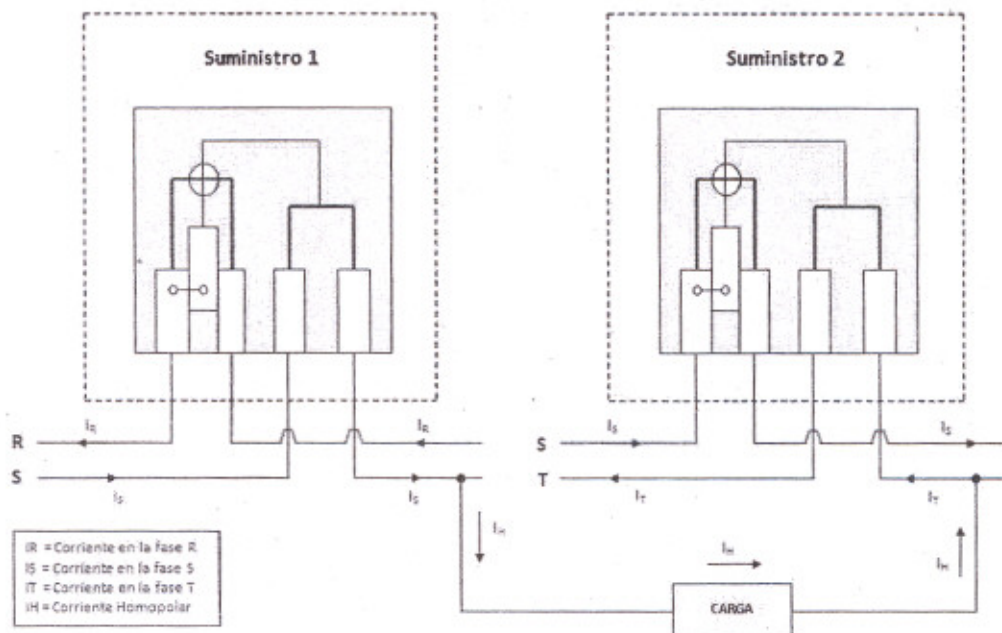 Suministro 1
Suministro 2
R
IR
IR
S
IS
IS
S
IS
IS
T
IT
IT
IH
IH
IH
CARGA
IR = Corriente en la fase R
IS = Corriente en la fase S
IT = Corriente en la fase T
IH = Corriente Homopolar